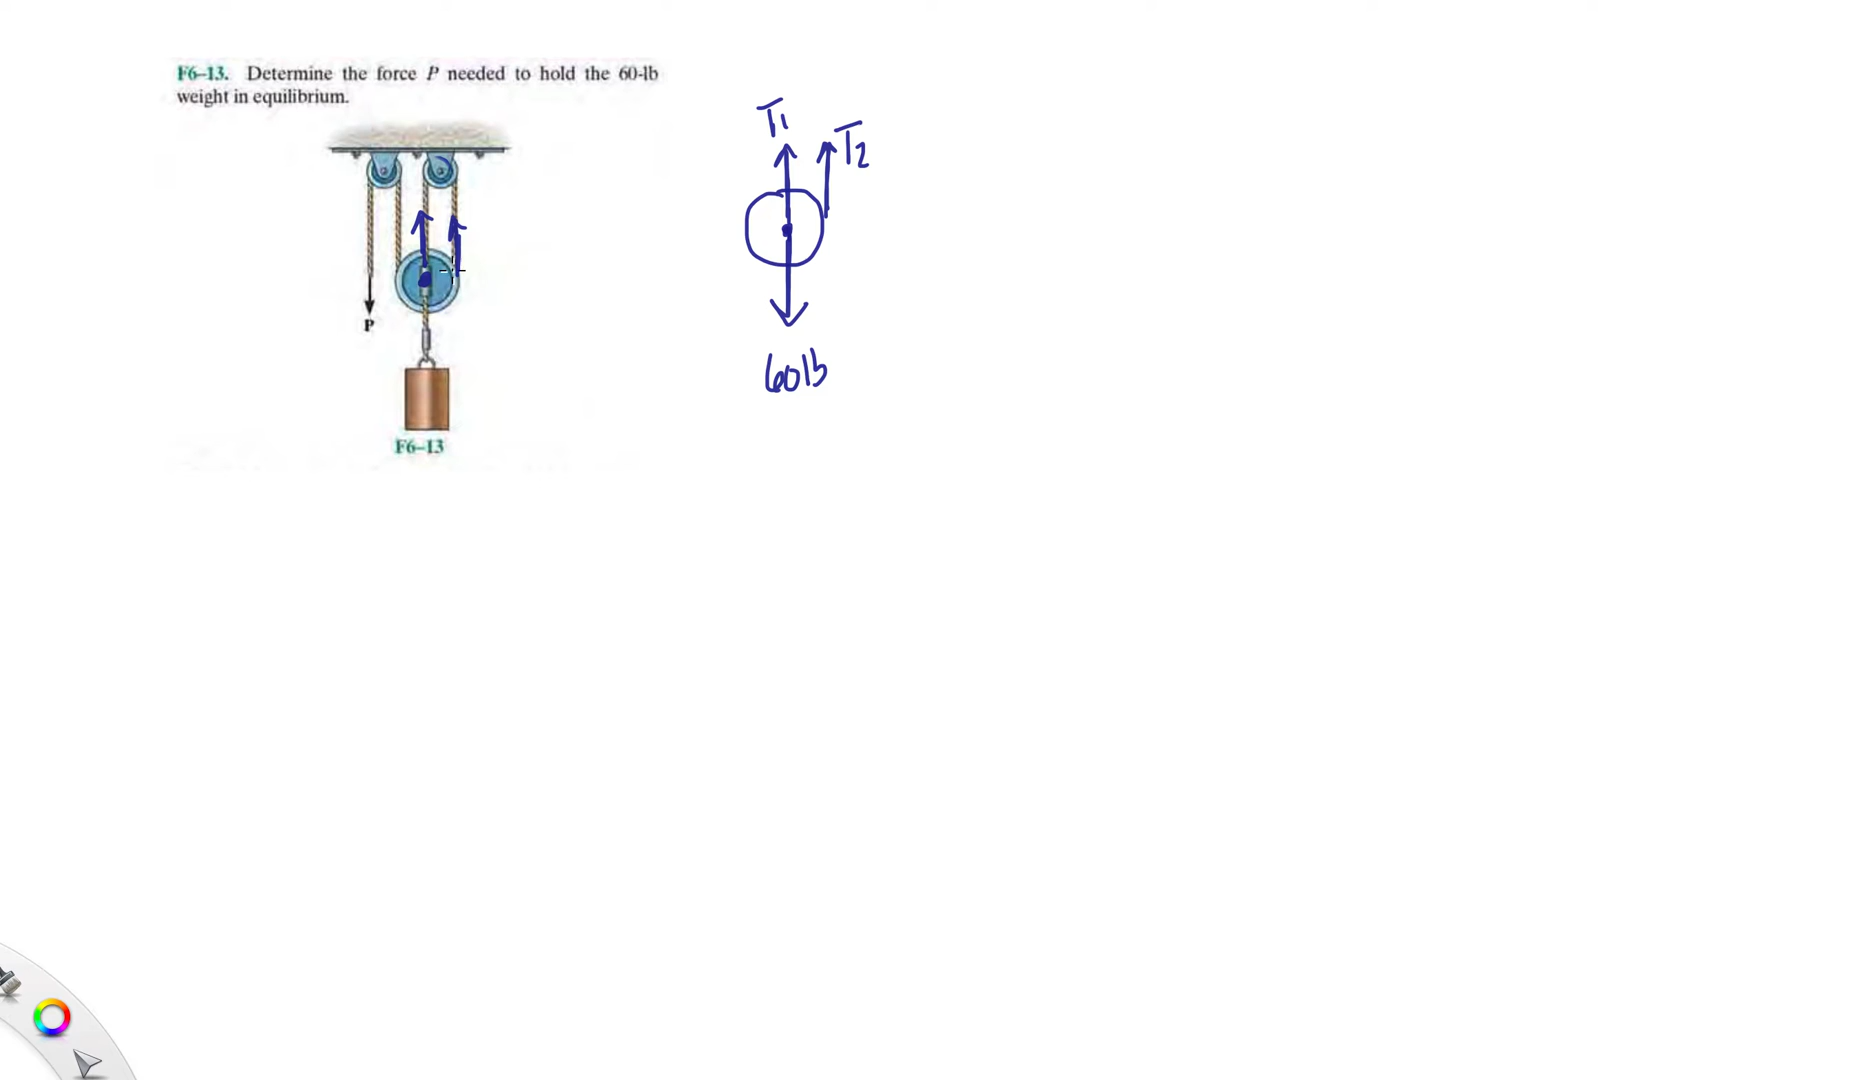 F6–13. Determine the force P needed to hold the 60-lb
weight in equilibrium.
T1
T2
P
60lb
F6–13